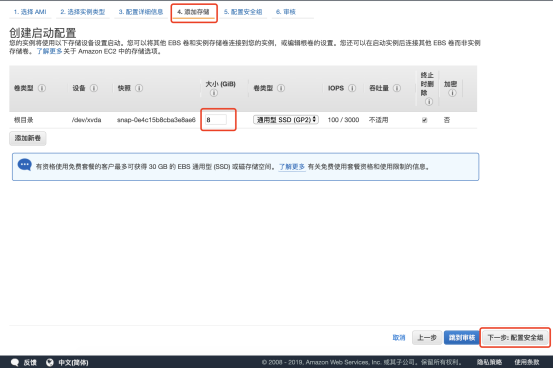 1. 选择 AMI 2. 选择实例类型 3. 配置详细信息 4. 添加存储 5. 配置安全组 6. 审核
创建启动配置
您的实例将使用以下存储设备设置启动。您可以将其他 EBS 卷和实例存储卷连接到您的实例，或编辑根卷的设置。您还可以在启动实例后连接其他 EBS 卷而非实例
存储卷。了解更多关于 Amazon EC2 中的存储选项。
卷类型 设备 快照 大小 (GiB) 卷类型 IOPS 吞吐量 终止时删除 加密
根目录 /dev/xvda snap-0e4c15b8cba3e8ae6 8 通用型 SSD (GP2) 100 / 3000 不适用 否
添加新卷
有资格使用免费套餐的客户最多可获得 30 GB 的 EBS 通用型 (SSD) 或磁存储空间。了解更多 有关免费使用套餐资格和使用限制的信息。
取消 上一步 跳到审核 下一步: 配置安全组
反馈 中文(简体) © 2008 - 2019, Amazon Web Services, Inc. 或其子公司。保留所有权利。 隐私策略 使用条款